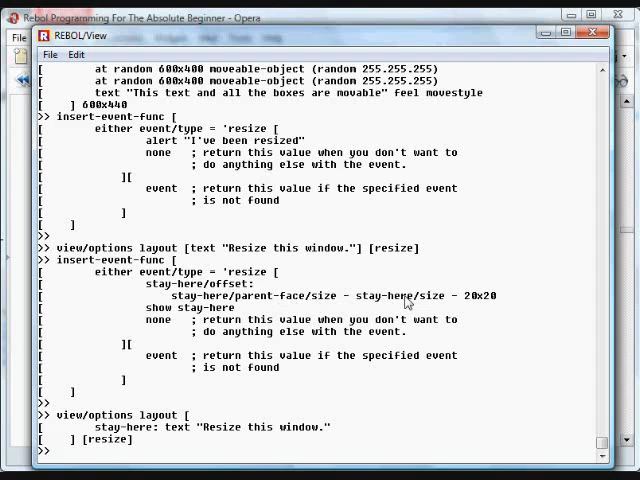 Rebol Programming For The Absolute Beginner - Opera
File
REBOL/View
File Edit
[ at random 600x400 moveable-object (random 255.255.255)
[ at random 600x400 moveable-object (random 255.255.255)
[ text "This text and all the boxes are movable" feel movestyle
[ ] 600x440
>> insert-event-func [
[ either event/type = 'resize [
[ alert "I've been resized"
[ none ; return this value when you don't want to
[ ; do anything else with the event.
[ ][
[ event ; return this value if the specified event
[ ; is not found
[ ]
[ ]
>>
>> view/options layout [text "Resize this window."] [resize]
>> insert-event-func [
[ either event/type = 'resize [
[ stay-here/offset:
[ stay-here/parent-face/size - stay-here/size - 20x20
[ show stay-here
[ none ; return this value when you don't want to
[ ; do anything else with the event.
[ ][
[ event ; return this value if the specified event
[ ; is not found
[ ]
[ ]
>>
>> view/options layout [
[ stay-here: text "Resize this window."
[ ] [resize]
>>